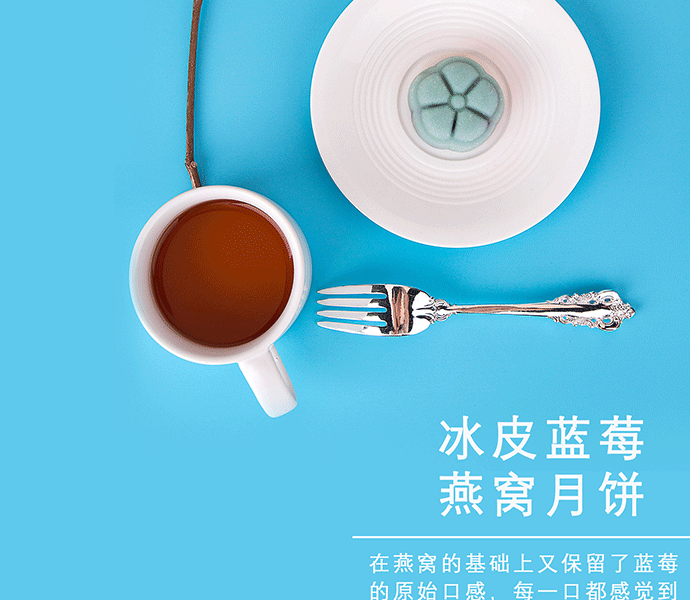 冰皮蓝莓
燕窝月饼
在燕窝的基础上又保留了蓝莓
的原始口感，每一口都感觉到